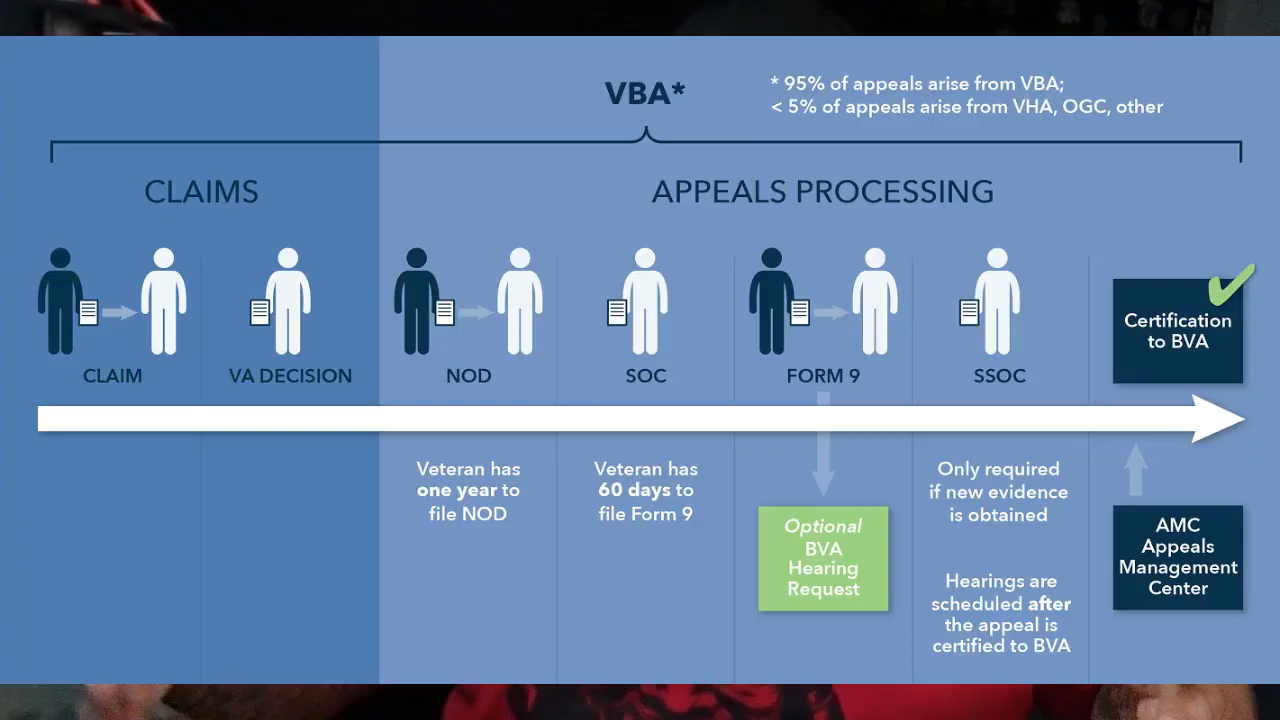 VBA*
* 95% of appeals arise from VBA;
< 5% of appeals arise from VHA, OGC, other
CLAIMS
APPEALS PROCESSING
CLAIM
VA DECISION
NOD
SOC
FORM 9
SSOC
Certification
to BVA
Veteran has
one year to
file NOD
Veteran has
60 days to
file Form 9
Optional
BVA
Hearing
Request
Only required
if new evidence
is obtained
Hearings are
scheduled after
the appeal is
certified to BVA
AMC
Appeals
Management
Center